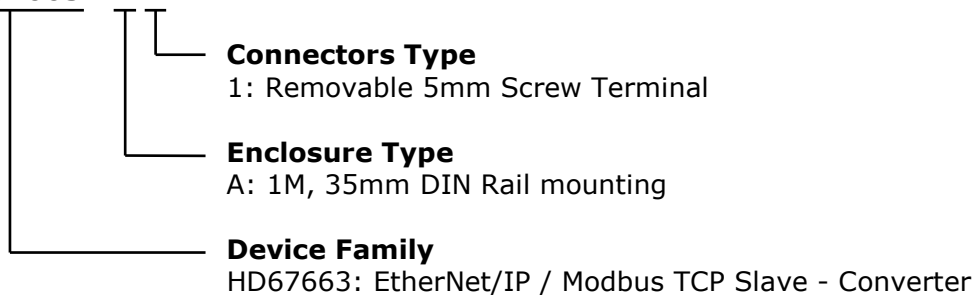 Connectors Type
1: Removable 5mm Screw Terminal
Enclosure Type
A: 1M, 35mm DIN Rail mounting
Device Family
HD67663: EtherNet/IP / Modbus TCP Slave - Converter